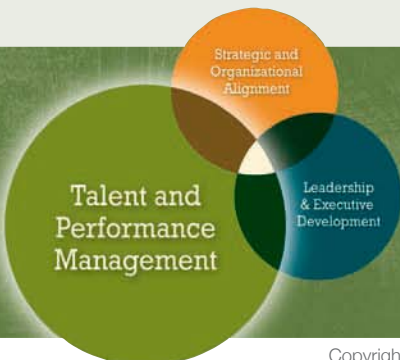 Strategic and
Organizational
Alignment
Leadership
& Executive
Development
Talent and
Performance
Management